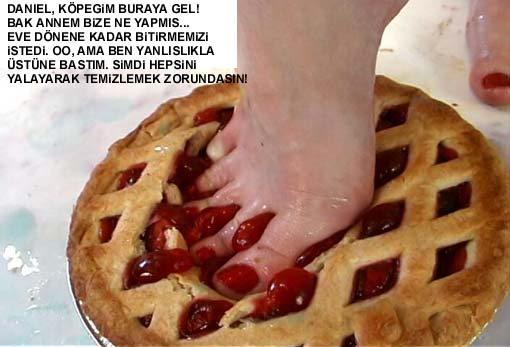 DANIEL, KÖPEGiM BURAYA GEL!
BAK ANNEM BIZE NE YAPMIS...
EVE DÖNENE KADAR BiTiRMEMiZi
iSTEDi. OO, AMA BEN YANLISLIKLA
ÜSTÜNE BASTIM. SiMDi HEPSiNi
YALAYARAK TEMiZLEMEK ZORUNDASIN!